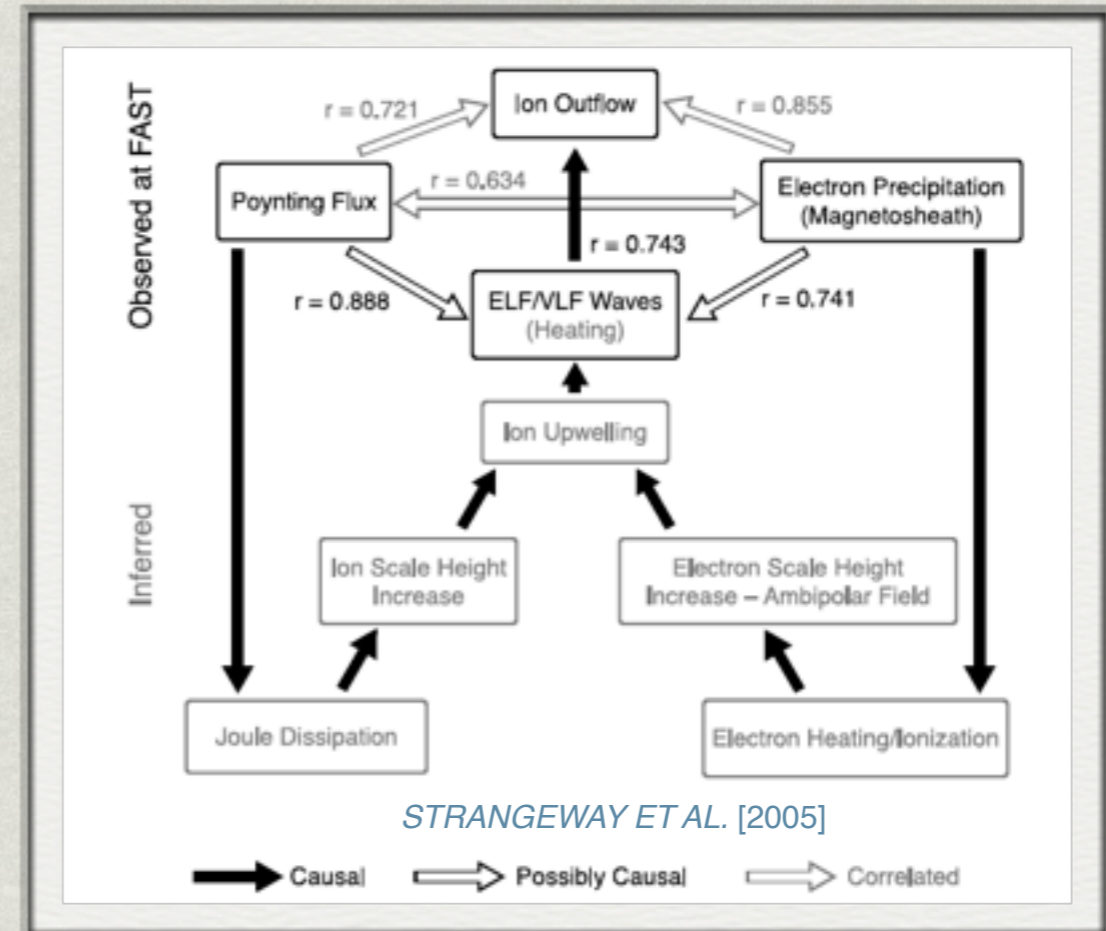 Observed at FAST
Inferred
Ion Outflow
r = 0.721
r = 0.855
Poynting Flux
r = 0.634
Electron Precipitation
(Magnetosheath)
r = 0.743
r = 0.888
ELF/VLF Waves
(Heating)
r = 0.741
Ion Upwelling
Ion Scale Height
Increase
Electron Scale Height
Increase – Ambipolar Field
Joule Dissipation
Electron Heating/Ionization
STRANGEWAY ET AL. [2005]
Causal
Possibly Causal
Correlated